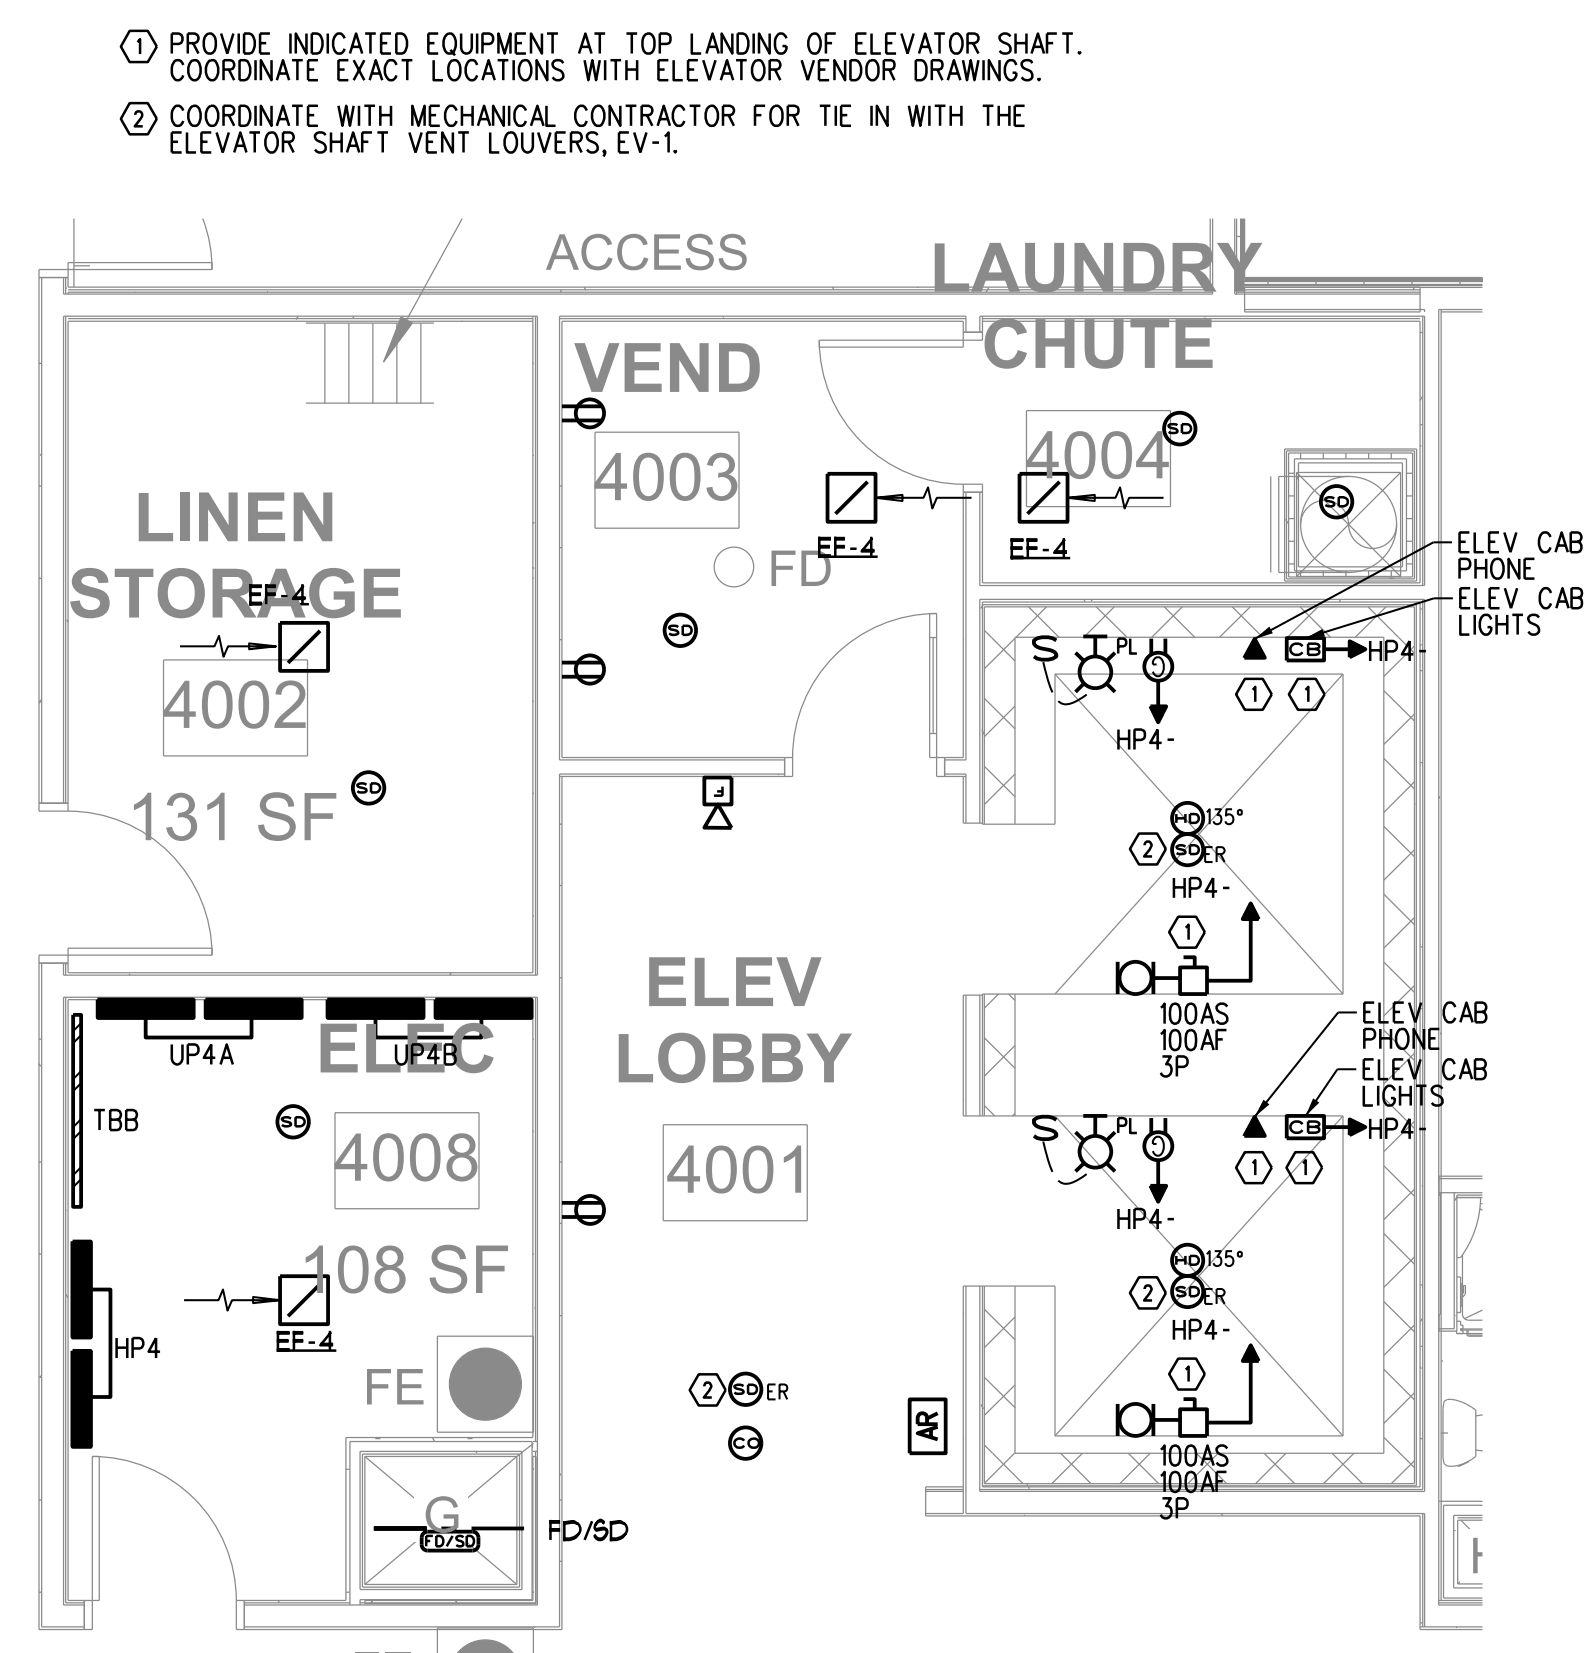 1 PROVIDE INDICATED EQUIPMENT AT TOP LANDING OF ELEVATOR SHAFT.
COORDINATE EXACT LOCATIONS WITH ELEVATOR VENDOR DRAWINGS.
2 COORDINATE WITH MECHANICAL CONTRACTOR FOR TIE IN WITH THE
ELEVATOR SHAFT VENT LOUVERS, EV-1.
ACCESS
LAUNDRY
CHUTE
VEND
4003
4004
SD
SD
EF-4
EF-4
FD
SD
LINEN
STORAGE
EF-4
4002
131 SF
SD
ELEV CAB
PHONE
ELEV CAB
LIGHTS
S
PL
G
CB
HP4-
1
1
HP4-
F
HD 135°
2
SD ER
HP4-
1
100AS
100AF
3P
ELEV
LOBBY
4001
ELEC
UP4A
UP4B
TBB
SD
4008
108 SF
EF-4
HP4
FE
G
FD/SD
FD/SD
ELEV CAB
PHONE
ELEV CAB
LIGHTS
S
PL
G
CB
HP4-
1
1
HP4-
HD 135°
2
SD ER
HP4-
1
100AS
100AF
3P
2
SD ER
CO
AR